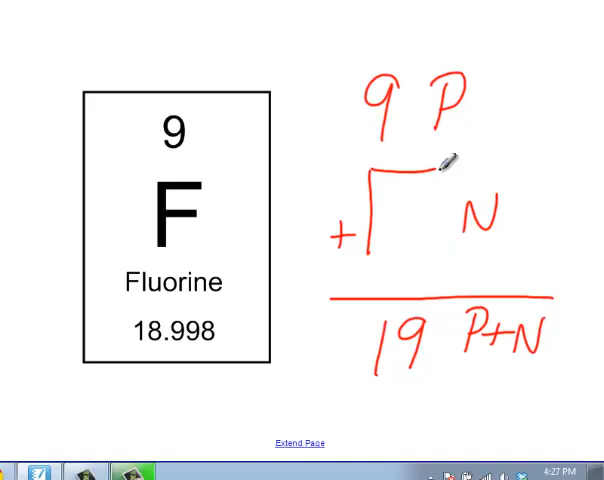 9
F
Fluorine
18.998
9 P
+ N
19 P+N
Extend Page
4:27 PM